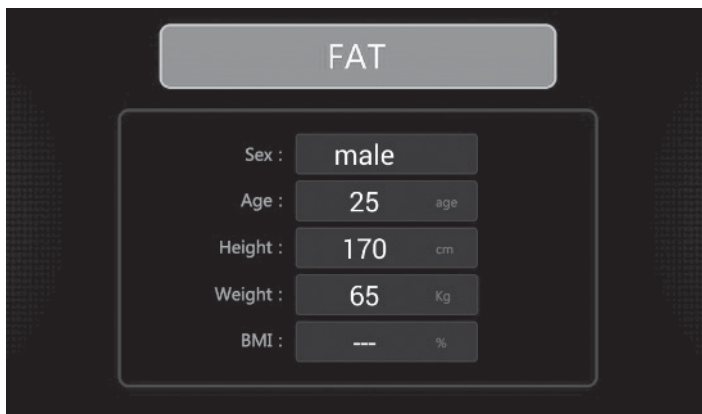 FAT
Sex : male
Age : 25 age
Height : 170 cm
Weight : 65 Kg
BMI : --- %